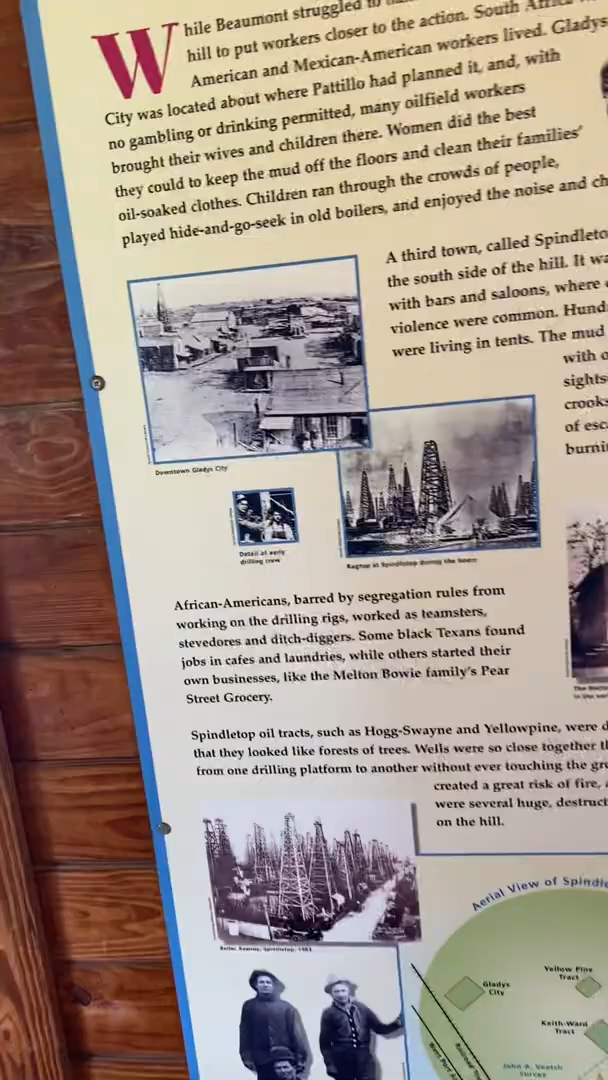 While Beaumont struggled to
hill to put workers closer to the action. South
American and Mexican-American workers lived. Gladys
City was located about where Pattillo had planned it, and, with
no gambling or drinking permitted, many oilfield workers
brought their wives and children there. Women did the best
they could to keep the mud off the floors and clean their families'
oil-soaked clothes. Children ran through the crowds of people,
played hide-and-go-seek in old boilers, and enjoyed the noise and
A third town, called
the south side of the hill. It
with bars and saloons, where
violence were common.
were living in tents. The mud
with
sights
crooks
of
Downtown Gladys City
Detail of early
drilling crew
Ragtop at Spindletop during the boom
African-Americans, barred by segregation rules from
working on the drilling rigs, worked as teamsters,
stevedores and ditch-diggers. Some black Texans found
jobs in cafes and laundries, while others started their
own businesses, like the Melton Bowie family's Pear
Street Grocery.
Spindletop oil tracts, such as Hogg-Swayne and Yellowpine, were
that they looked like forests of trees. Wells were so close together
from one drilling platform to another without ever touching the
created a great risk of fire,
were several huge,
on the hill.
Boiler Avenue, Spindletop, 1903
Aerial View of
Yellow Pine
Tract
Gladys
City
Keith-Ward
Tract
John A. Veatch
Survey